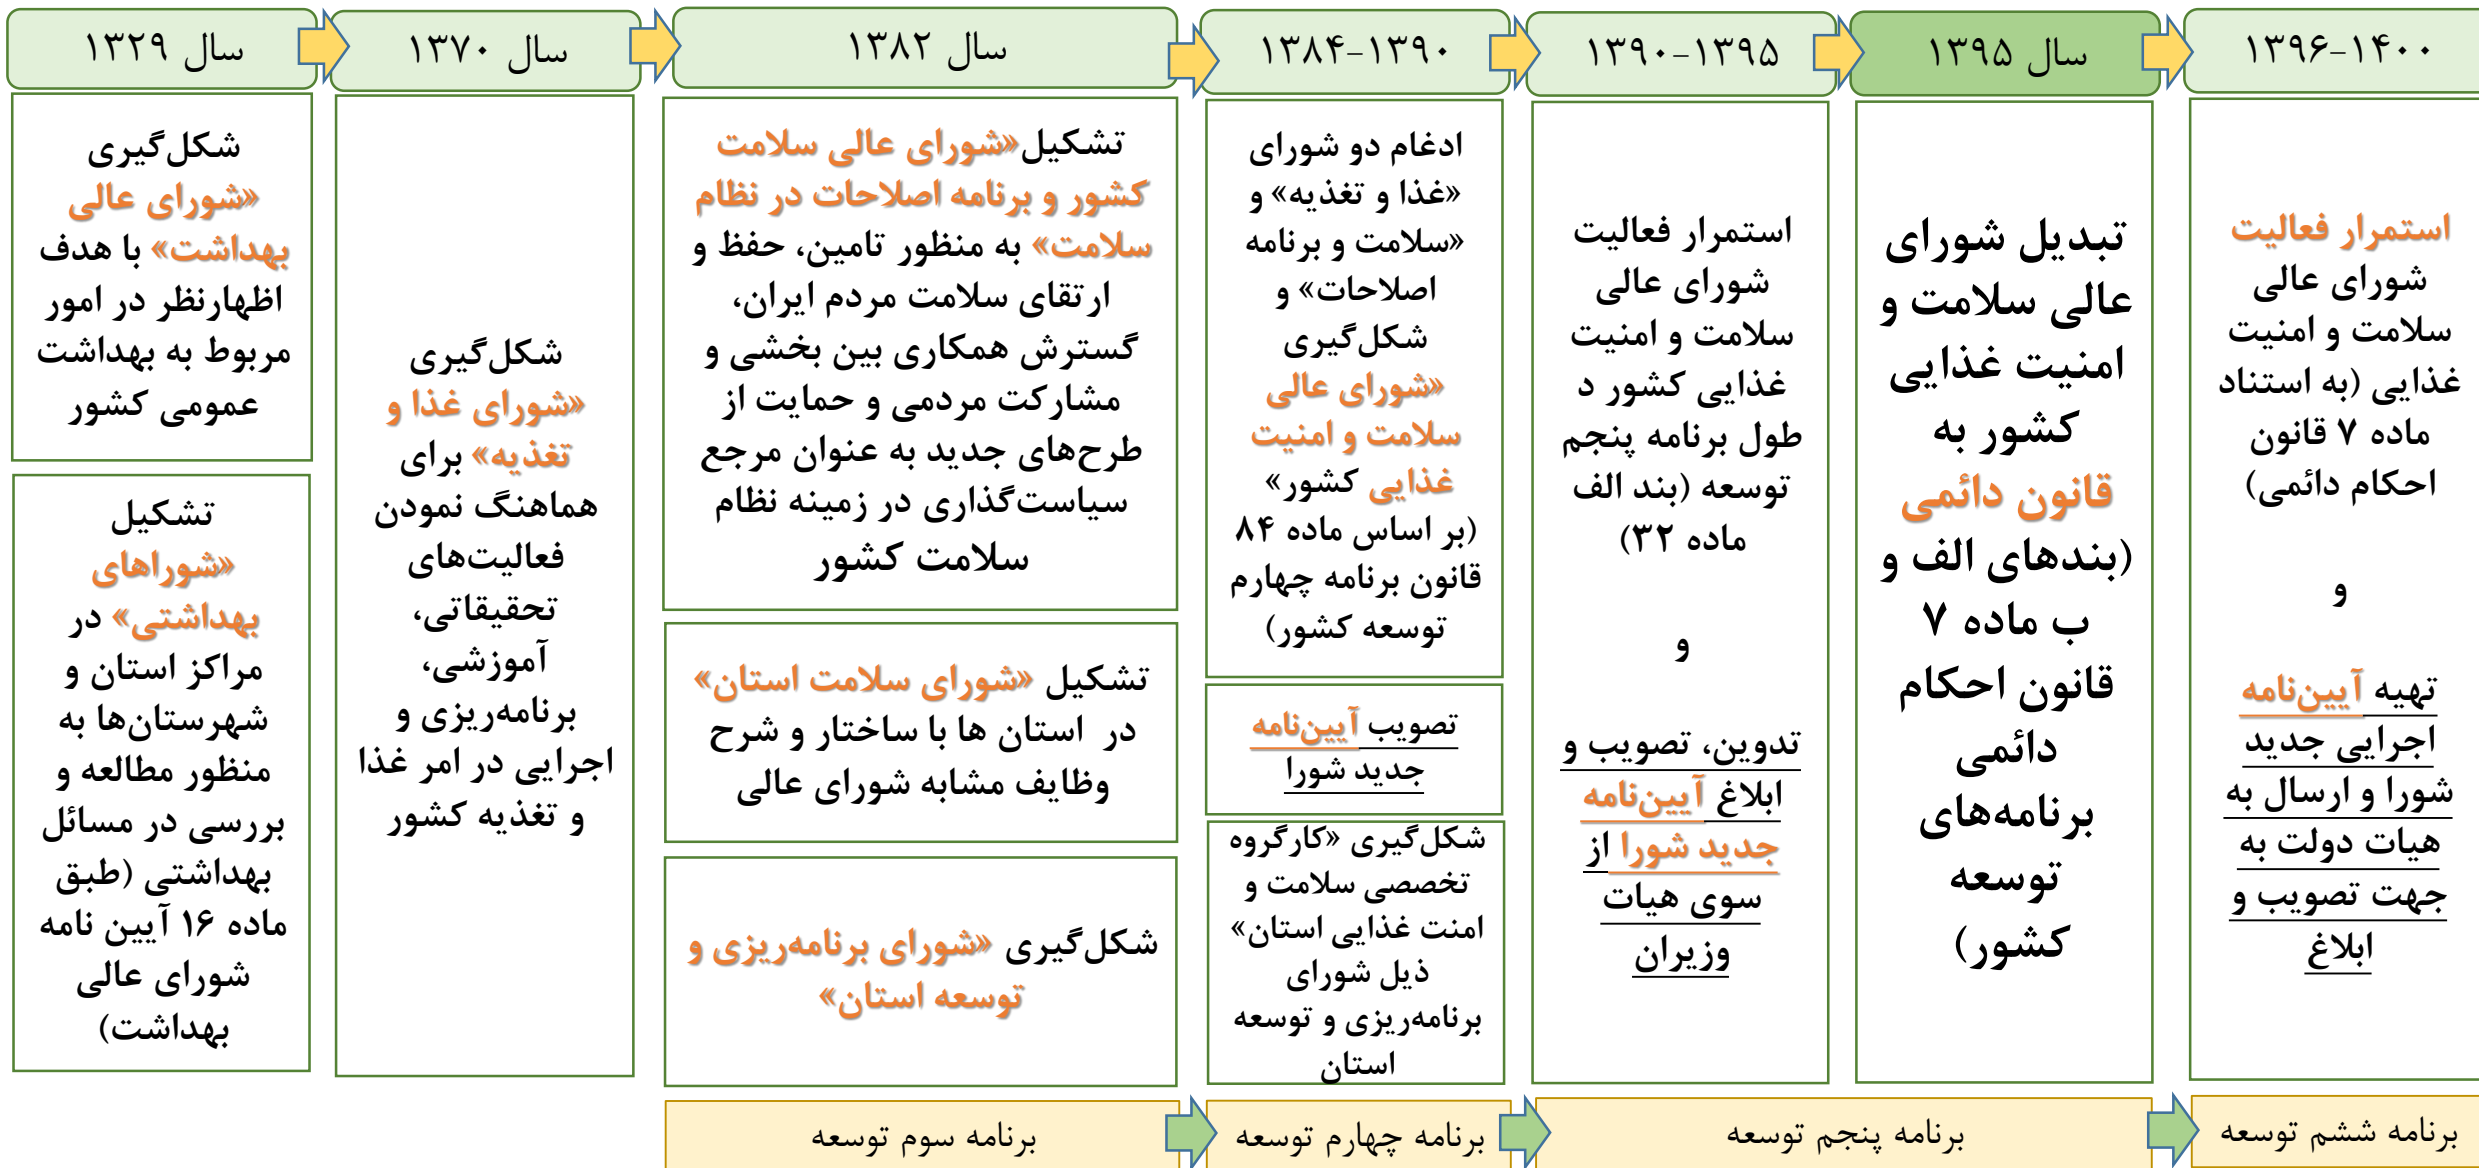 سال ۱۳۲۹
سال ۱۳۷۰
سال ۱۳۸۲
۱۳۸۴-۱۳۹۰
۱۳۹۰-۱۳۹۵
سال ۱۳۹۵
۱۳۹۶-۱۴۰۰
شکل‌گیری
«شورای عالی
بهداشت» با هدف
اظهارنظر در امور
مربوط به بهداشت
عمومی کشور
تشکیل
«شوراهای
بهداشتی» در
مراکز استان و
شهرستان‌ها به
منظور مطالعه و
بررسی در مسائل
بهداشتی (طبق
ماده ۱۶ آیین نامه
شورای عالی
بهداشت)
شکل‌گیری
«شورای غذا و
تغذیه» برای
هماهنگ نمودن
فعالیت‌های
تحقیقاتی،
آموزشی،
برنامه‌ریزی و
اجرایی در امر غذا
و تغذیه کشور
تشکیل«شورای عالی سلامت
کشور و برنامه اصلاحات در نظام
سلامت» به منظور تامین، حفظ و
ارتقای سلامت مردم ایران،
گسترش همکاری بین بخشی و
مشارکت مردمی و حمایت از
طرح‌های جدید به عنوان مرجع
سیاست‌گذاری در زمینه نظام
سلامت کشور
تشکیل «شورای سلامت استان»
در استان ها با ساختار و شرح
وظایف مشابه شورای عالی
شکل‌گیری «شورای برنامه‌ریزی و
توسعه استان»
ادغام دو شورای
«غذا و تغذیه» و
«سلامت و برنامه
اصلاحات» و
شکل‌گیری
«شورای عالی
سلامت و امنیت
غذایی کشور»
(بر اساس ماده ۸۴
قانون برنامه چهارم
توسعه کشور)
تصویب آیین‌نامه
جدید شورا
شکل‌گیری «کارگروه
تخصصی سلامت و
امنت غذایی استان»
ذیل شورای
برنامه‌ریزی و توسعه
استان
استمرار فعالیت
شورای عالی
سلامت و امنیت
غذایی کشور د
طول برنامه پنجم
توسعه (بند الف
ماده ۳۲)
و
تدوین، تصویب و
ابلاغ آیین‌نامه
جدید شورا از
سوی هیات
وزیران
تبدیل شورای
عالی سلامت و
امنیت غذایی
کشور به
قانون دائمی
(بندهای الف و
ب ماده ۷
قانون احکام
دائمی
برنامه‌های
توسعه
کشور)
استمرار فعالیت
شورای عالی
سلامت و امنیت
غذایی (به استناد
ماده ۷ قانون
احکام دائمی)
و
تهیه آیین‌نامه
اجرایی جدید
شورا و ارسال به
هیات دولت به
جهت تصویب و
ابلاغ
برنامه سوم توسعه
برنامه چهارم توسعه
برنامه پنجم توسعه
برنامه ششم توسعه